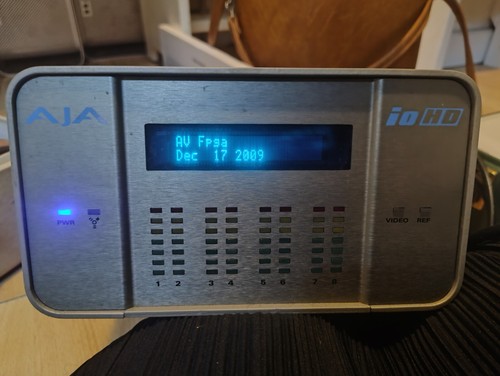 AJA
io HD
AV Fpga
Dec 17 2009
PWR
VIDEO REF
1 2 3 4 5 6 7 8